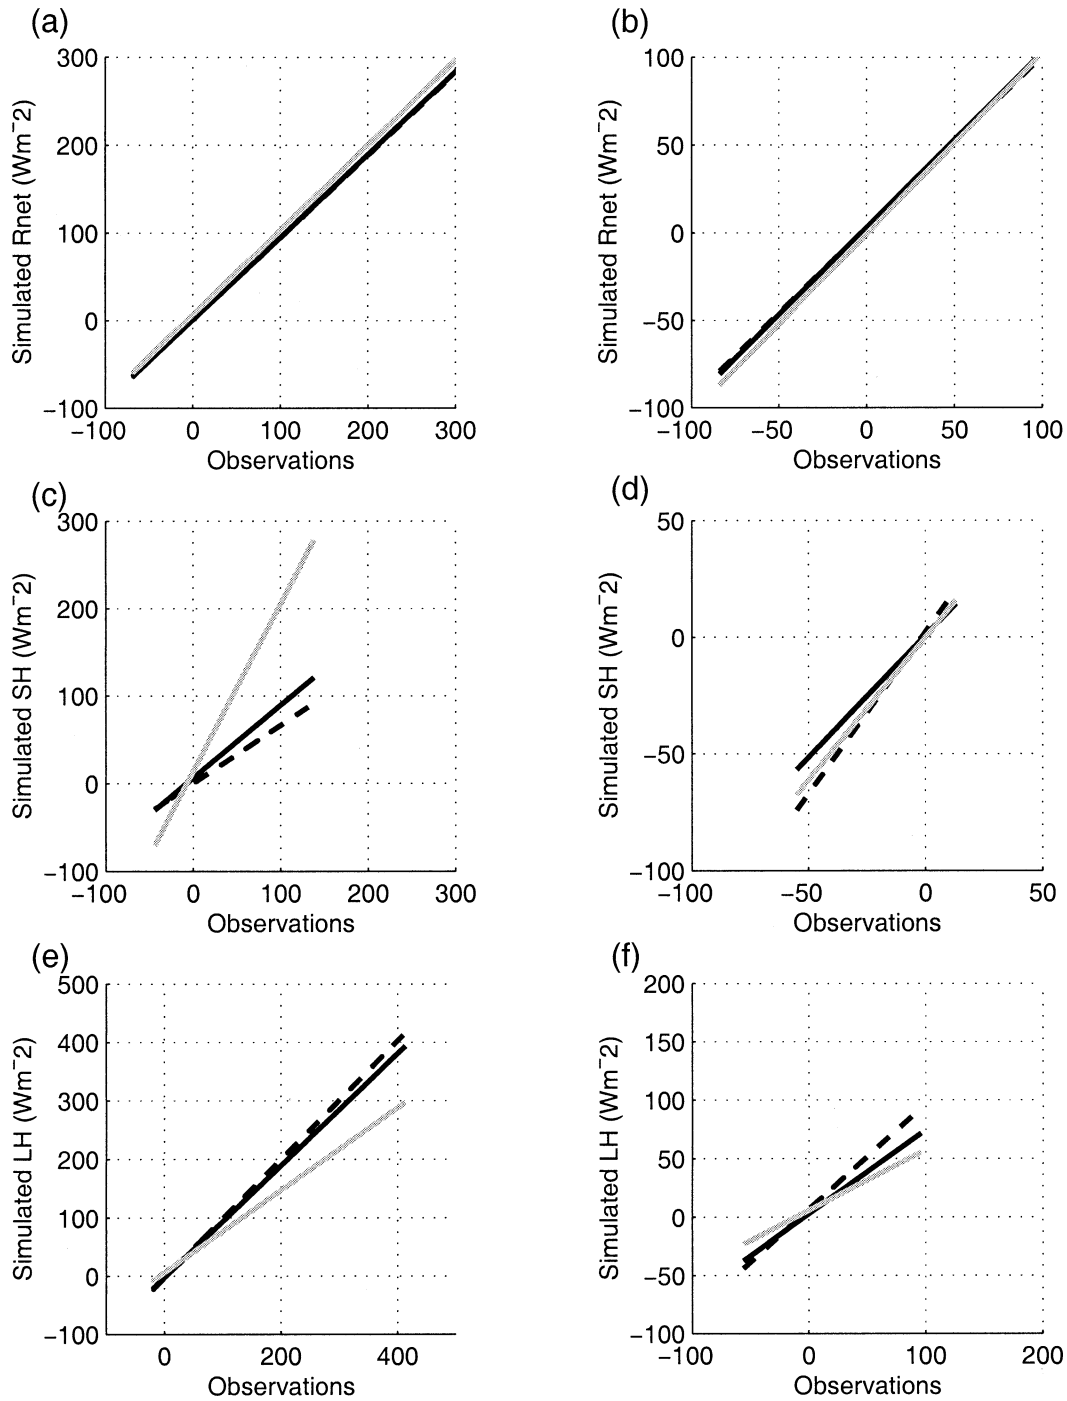 (a)
300
200
100
0
−100
−100 0 100 200 300
Simulated Rnet (Wm⁻2)
Observations
(b)
100
50
0
−50
−100
−100 −50 0 50 100
Simulated Rnet (Wm⁻2)
Observations
(c)
300
200
100
0
−100
−100 0 100 200 300
Simulated SH (Wm⁻2)
Observations
(d)
50
0
−50
−100
−100 −50 0 50
Simulated SH (Wm⁻2)
Observations
(e)
500
400
300
200
100
0
−100
0 200 400
Simulated LH (Wm⁻2)
Observations
(f)
200
150
100
50
0
−50
−100
−100 0 100 200
Simulated LH (Wm⁻2)
Observations